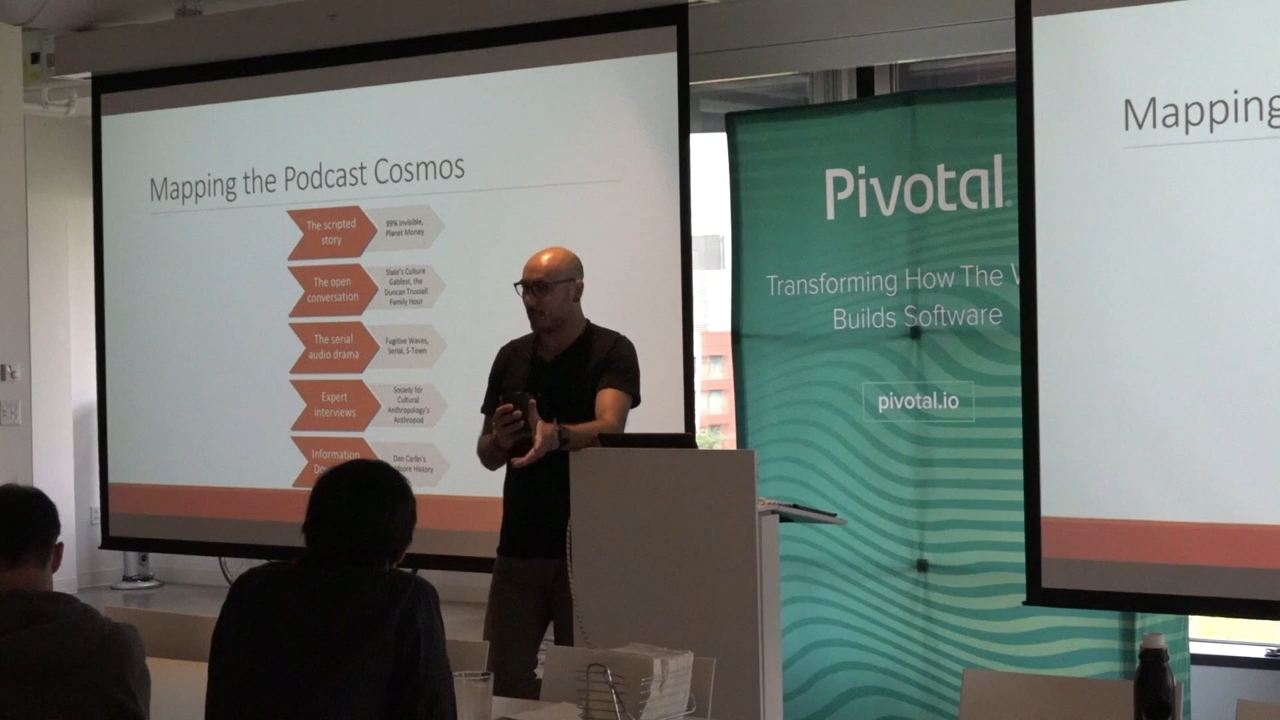 Mapping the Podcast Cosmos
The scripted
story
99% Invisible,
Planet Money
The open
conversation
Slate's Culture
Gabfest, the
Duncan Trussell
Family Hour
The serial
audio drama
Fugitive Waves,
Serial, S-Town
Expert
interviews
Society for
Cultural
Anthropology's
Anthropod
Information
Dan Carlin's
History
Pivotal
Transforming How The
Builds Software
pivotal.io
Mapping